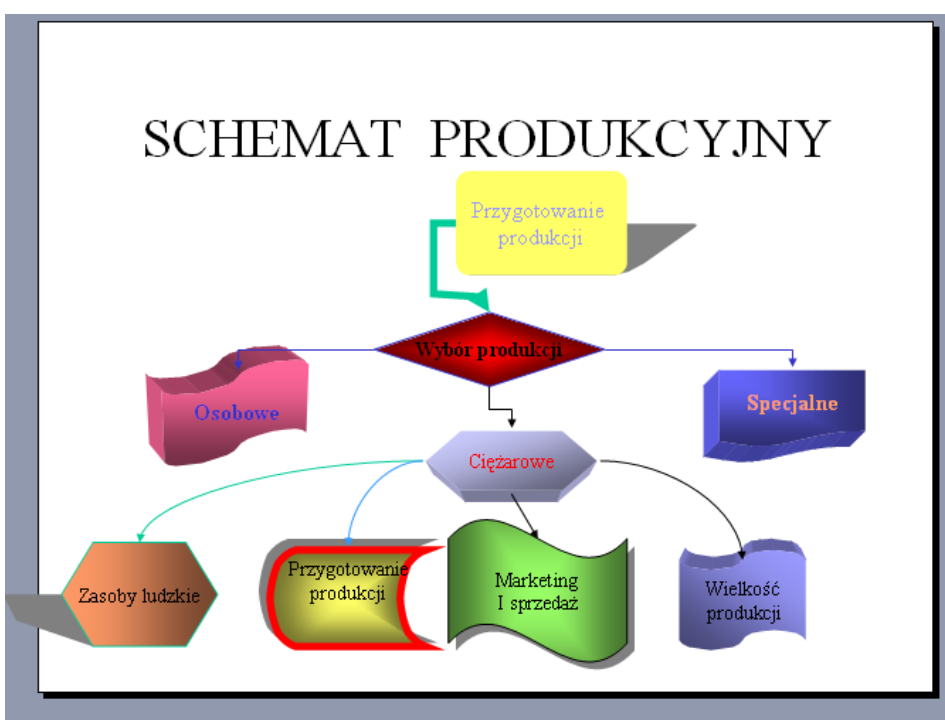 SCHEMAT PRODUKCYJNY
Przygotowanie
produkcji
Wybór produkcji
Osobowe
Specjalne
Ciężarowe
Zasoby ludzkie
Przygotowanie
produkcji
Marketing
I sprzedaż
Wielkość
produkcji